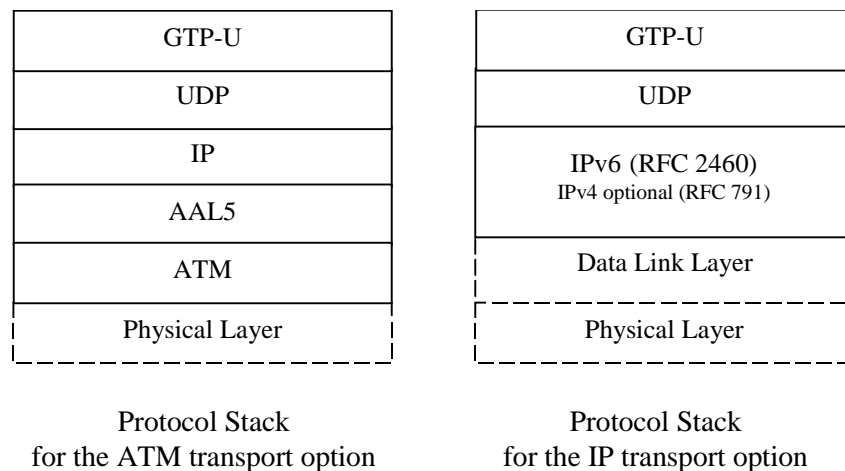 GTP-U
UDP
IP
AAL5
ATM
Physical Layer
Protocol Stack
for the ATM transport option
GTP-U
UDP
IPv6 (RFC 2460)
IPv4 optional (RFC 791)
Data Link Layer
Physical Layer
Protocol Stack
for the IP transport option